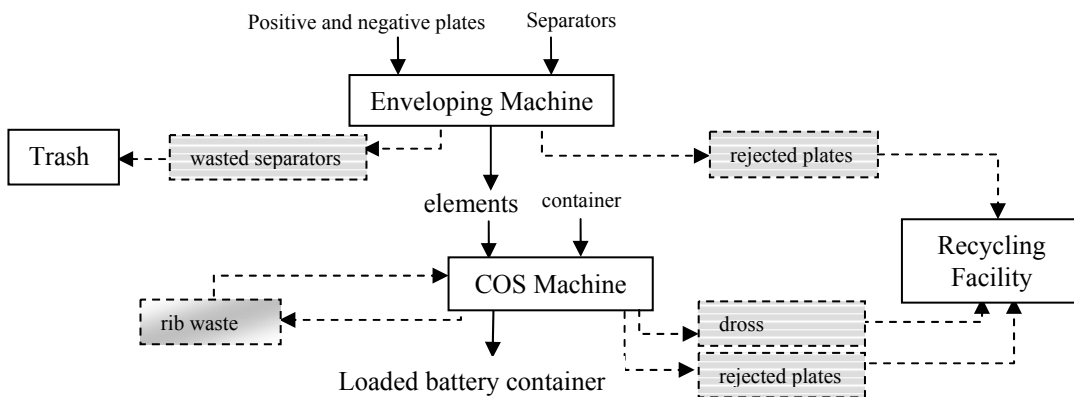 Positive and negative plates
Separators
Enveloping Machine
Trash
wasted separators
rejected plates
elements
container
Recycling
Facility
COS Machine
rib waste
dross
Loaded battery container
rejected plates